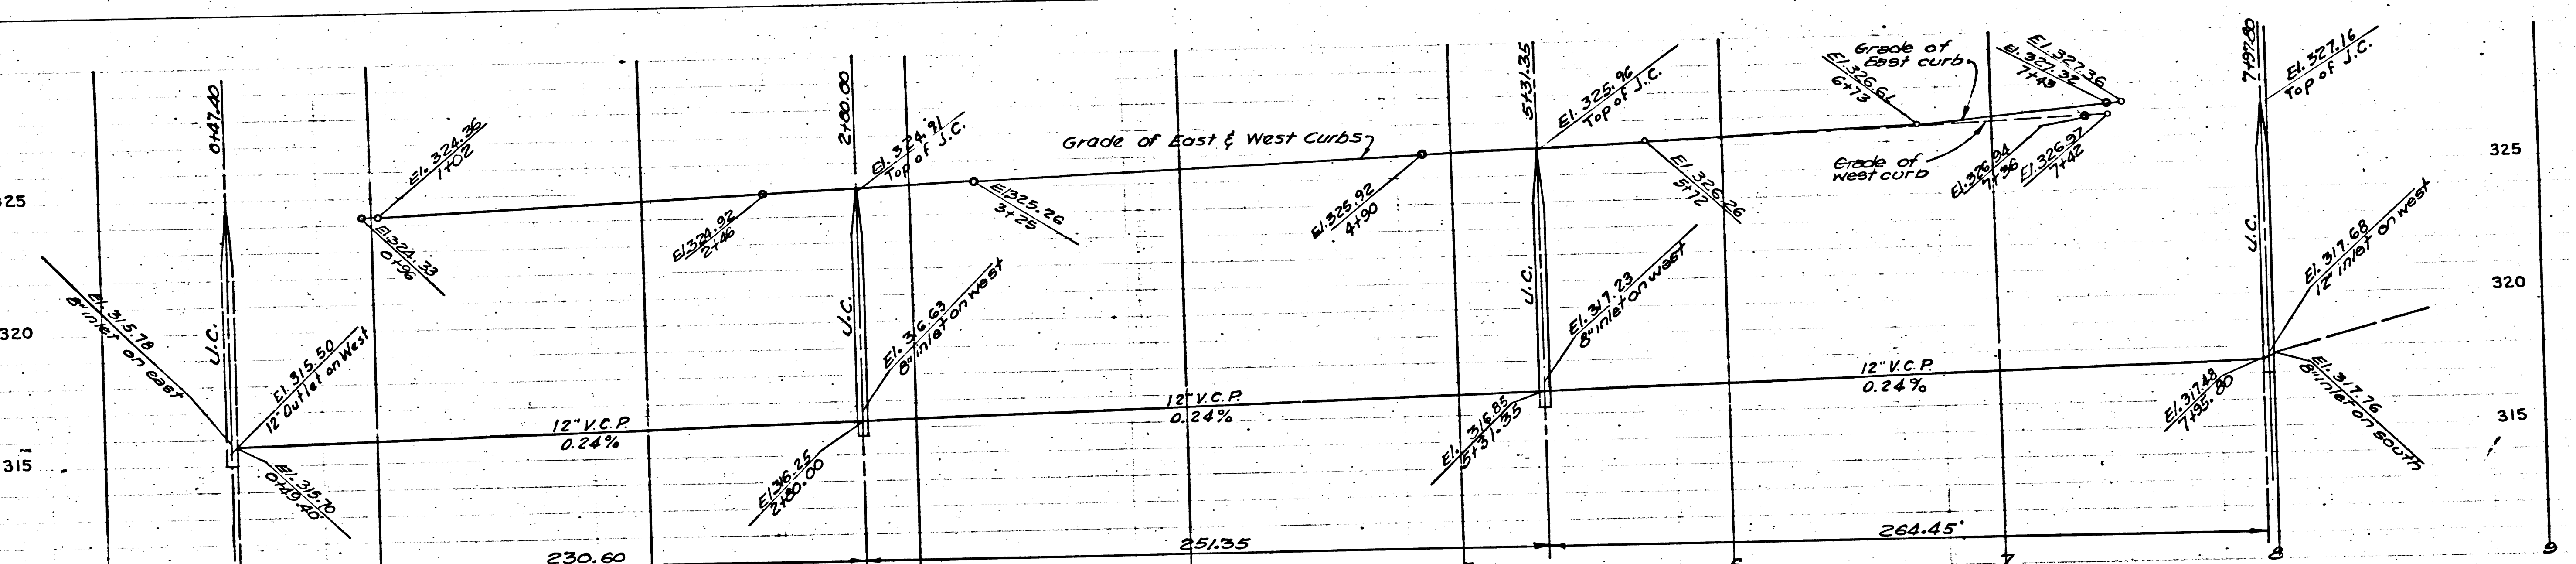 0+47.40
El. 324.36
1+02
El. 324.33
0+96
El. 324.92
2+46
2+80.00
El. 324.91
Top of J.C.
El. 325.26
3+25
Grade of East & West Curbs
El. 325.92
4+90
5+31.35
El. 325.96
Top of J.C.
El. 326.26
5+72
El. 326.61
6+73
Grade of
East curb
Grade of
West curb
El. 327.36
El. 327.32
7+43
El. 326.94
7+36
El. 326.97
7+42
7+97.80
El. 327.16
Top of J.C.
325
325
320
320
315
315
J.C.
J.C.
J.C.
J.C.
El. 315.78
8" inlet on east
El. 315.50
12" Outlet on West
El. 315.70
0+49.40
12" V.C.P.
0.24%
El. 316.63
8" inlet on west
El. 316.25
2+80.00
12" V.C.P.
0.24%
El. 317.23
8" inlet on west
El. 316.85
5+31.35
12" V.C.P.
0.24%
El. 317.68
12" inlet on west
El. 317.48
7+95.80
El. 317.76
8" inlet on south
230.60
251.35
264.45'
7
8
9